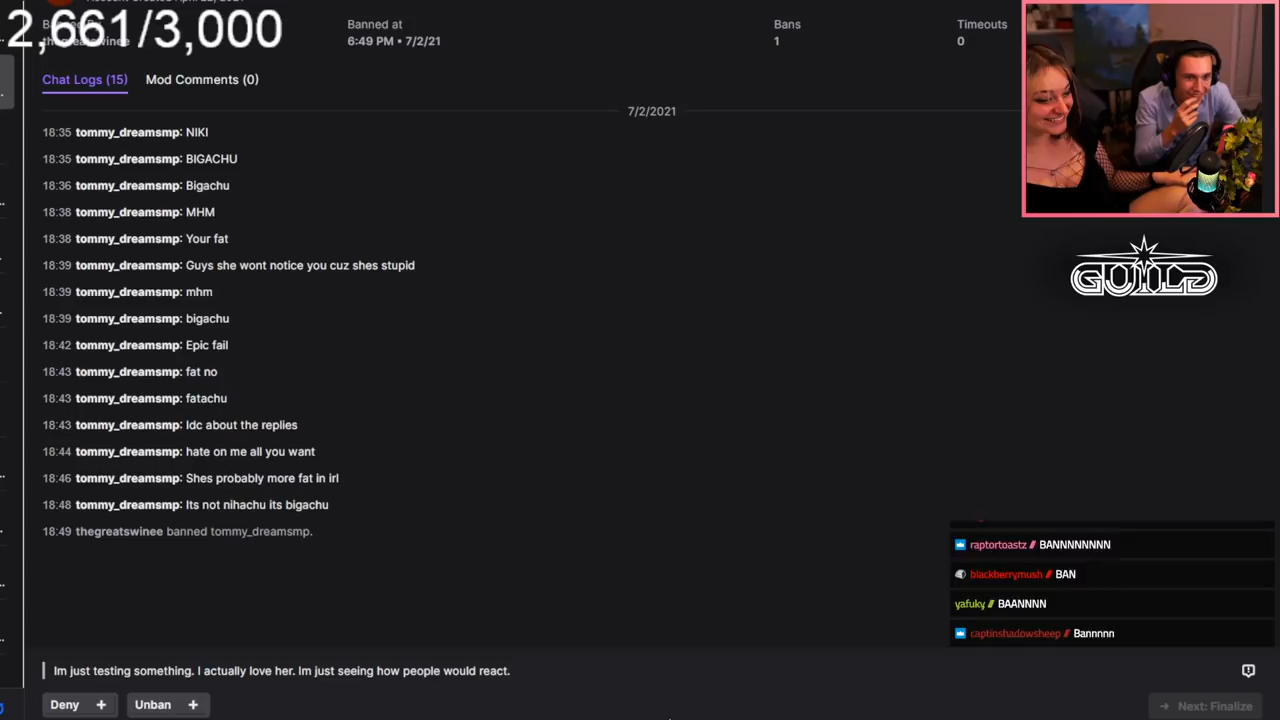 2,661/3,000
Banned at
Bans
Timeouts
thegreatswinee
6:49 PM • 7/2/21
1
0
Chat Logs (15)
Mod Comments (0)
7/2/2021
18:35 tommy_dreamsmp: NIKI
18:35 tommy_dreamsmp: BIGACHU
18:36 tommy_dreamsmp: Bigachu
18:38 tommy_dreamsmp: MHM
18:38 tommy_dreamsmp: Your fat
18:39 tommy_dreamsmp: Guys she wont notice you cuz shes stupid
18:39 tommy_dreamsmp: mhm
18:39 tommy_dreamsmp: bigachu
18:42 tommy_dreamsmp: Epic fail
18:43 tommy_dreamsmp: fat no
18:43 tommy_dreamsmp: fatachu
18:43 tommy_dreamsmp: Idc about the replies
18:44 tommy_dreamsmp: hate on me all you want
18:46 tommy_dreamsmp: Shes probably more fat in irl
18:48 tommy_dreamsmp: Its not nihachu its bigachu
18:49 thegreatswinee banned tommy_dreamsmp.
GUILD
raptortoastz // BANNNNNNNN
blackberrymush // BAN
yafuky // BAANNNN
captinshadowsheep // Bannnnn
Im just testing something. I actually love her. Im just seeing how people would react.
Deny +
Unban +
→ Next: Finalize